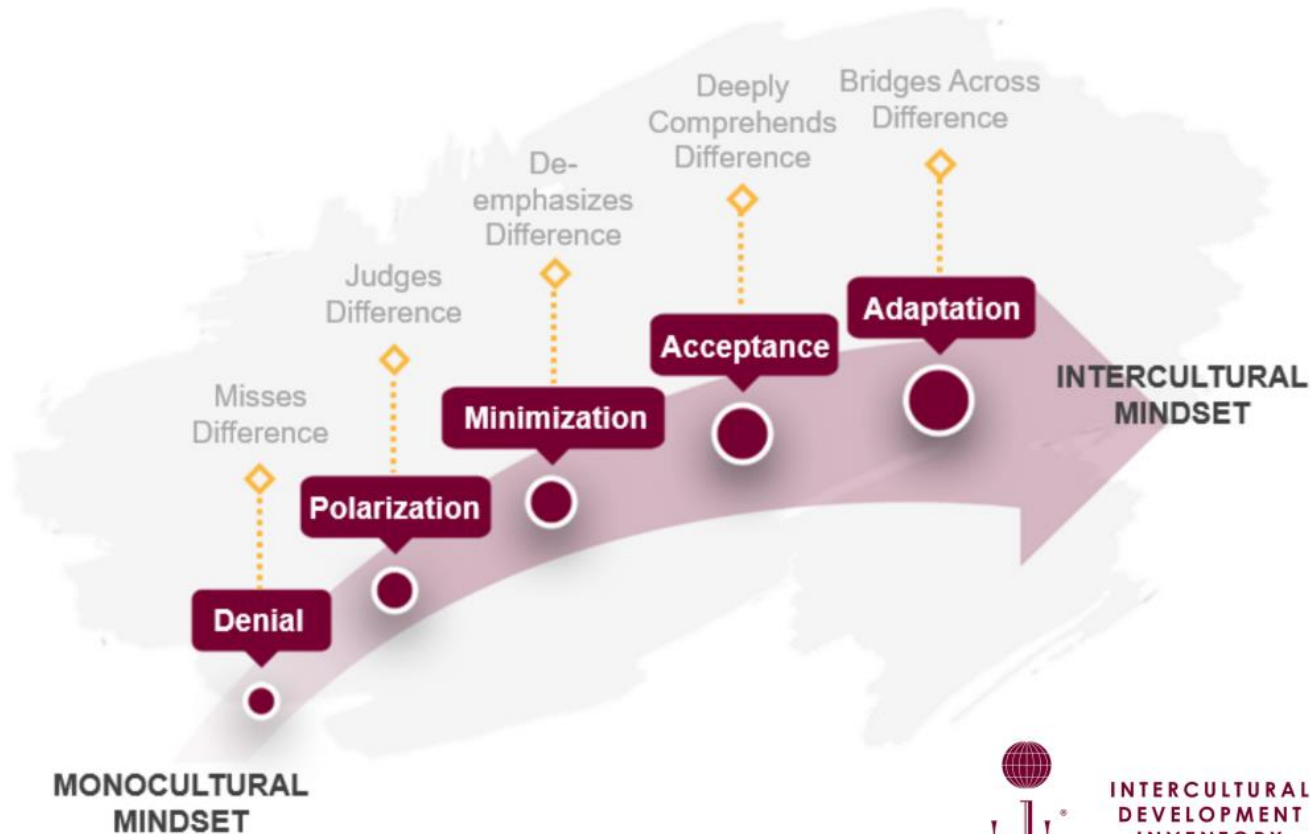 Misses
Difference
Denial
Judges
Difference
Polarization
De-
emphasizes
Difference
Minimization
Deeply
Comprehends
Difference
Acceptance
Bridges Across
Difference
Adaptation
MONOCULTURAL
MINDSET
INTERCULTURAL
MINDSET
®
INTERCULTURAL
DEVELOPMENT
INVENTORY